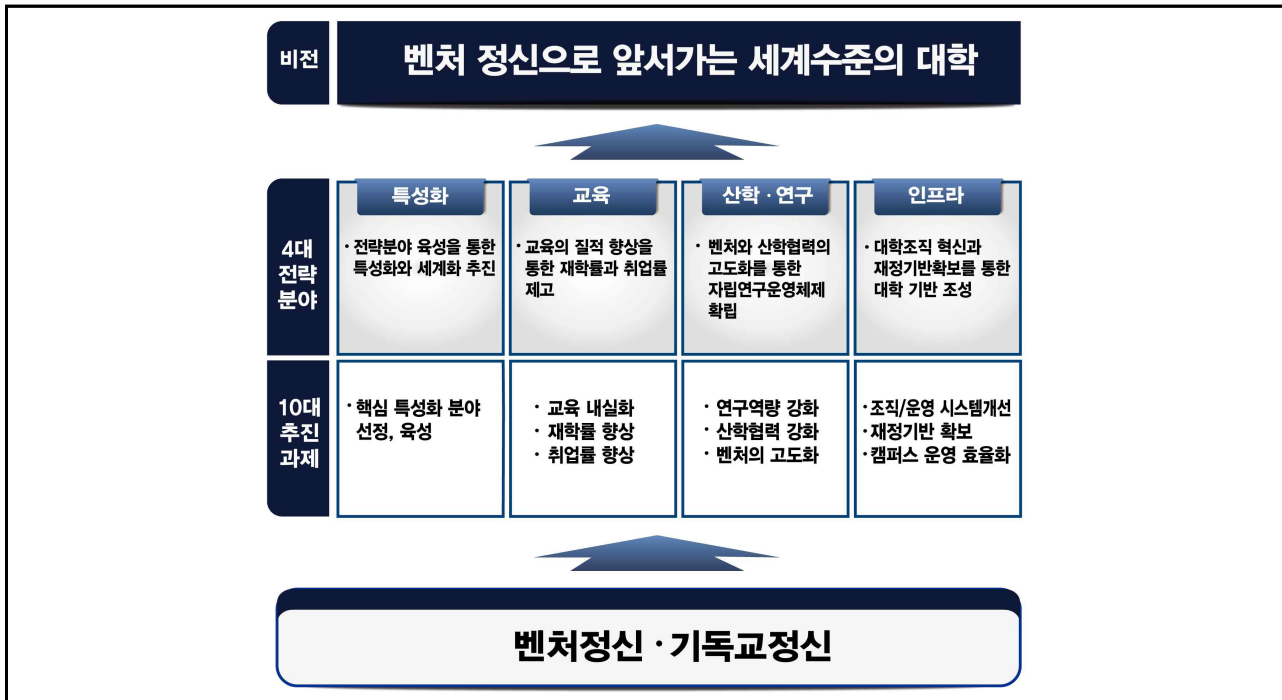 비전
벤처 정신으로 앞서가는 세계수준의 대학
4대
전략
분야
특성화
· 전략분야 육성을 통한
특성화와 세계화 추진
교육
· 교육의 질적 향상을
통한 재학률과 취업률
제고
산학 · 연구
· 벤처와 산학협력의
고도화를 통한
자립연구운영체제
확립
인프라
· 대학조직 혁신과
재정기반확보를 통한
대학 기반 조성
10대
추진
과제
· 핵심 특성화 분야
선정, 육성
· 교육 내실화
· 재학률 향상
· 취업률 향상
· 연구역량 강화
· 산학협력 강화
· 벤처의 고도화
· 조직/운영 시스템개선
· 재정기반 확보
· 캠퍼스 운영 효율화
벤처정신 · 기독교정신